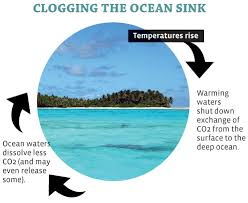 CLOGGING THE OCEAN SINK
Temperatures rise
Warming
waters
shut down
exchange of
CO2 from the
surface to the
deep ocean.
Ocean waters
dissolve less
CO2 (and may
even release
some).